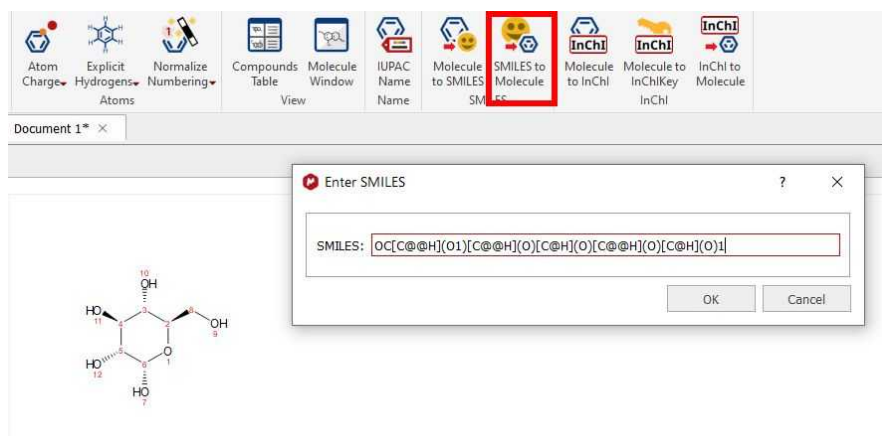 InChI InChI InChI
Atom Explicit Normalize Compounds Molecule IUPAC Molecule SMILES to Molecule Molecule to InChI to
Charge Hydrogens Numbering Table Window Name to SMILES Molecule to InChI InChIKey Molecule
Atoms View Name SMILES InChI
Document 1* ×
Enter SMILES ? ×
SMILES: OC[C@@H](O1)[C@@H](O)[C@H](O)[C@@H](O)[C@H](O)1
OK Cancel
10
OH
HO
11 4 3 2 8 OH
9
5 6 O
1
HO
12
HO
7